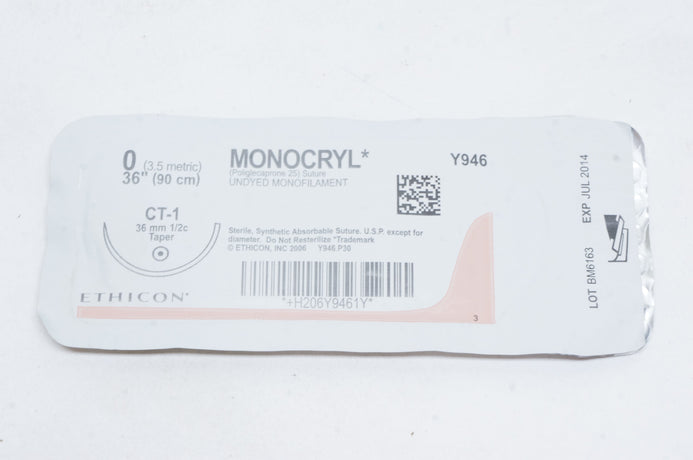 0 (3.5 metric)
36" (90 cm)
MONOCRYL*
(Poliglecaprone 25) Suture
UNDYED MONOFILAMENT
Y946
CT-1
36 mm 1/2c
Taper
Sterile, Synthetic Absorbable Suture. U.S.P. except for
diameter. Do Not Resterilize *Trademark
© ETHICON, INC 2006 Y946.P30
*+H206Y9461Y*
ETHICON*
3
LOT BM6163 EXP JUL 2014